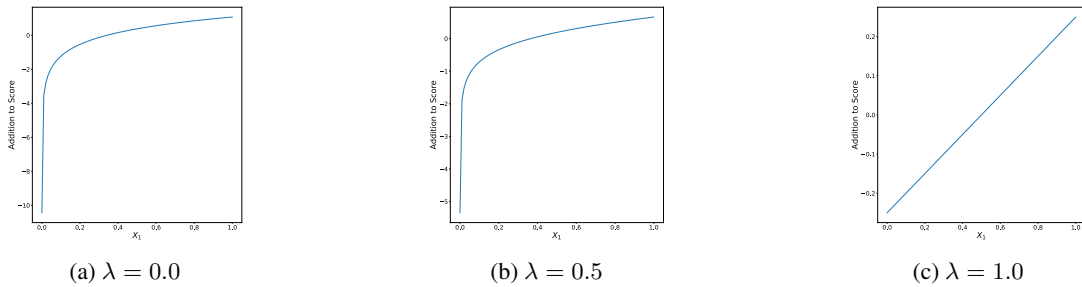 Addition to Score
0
−2
−4
−6
−8
−10
0.0 0.2 0.4 0.6 0.8 1.0
X₁
(a) λ = 0.0
Addition to Score
0
−1
−2
−3
−4
−5
0.0 0.2 0.4 0.6 0.8 1.0
X₁
(b) λ = 0.5
Addition to Score
0.2
0.1
0.0
−0.1
−0.2
0.0 0.2 0.4 0.6 0.8 1.0
X₁
(c) λ = 1.0